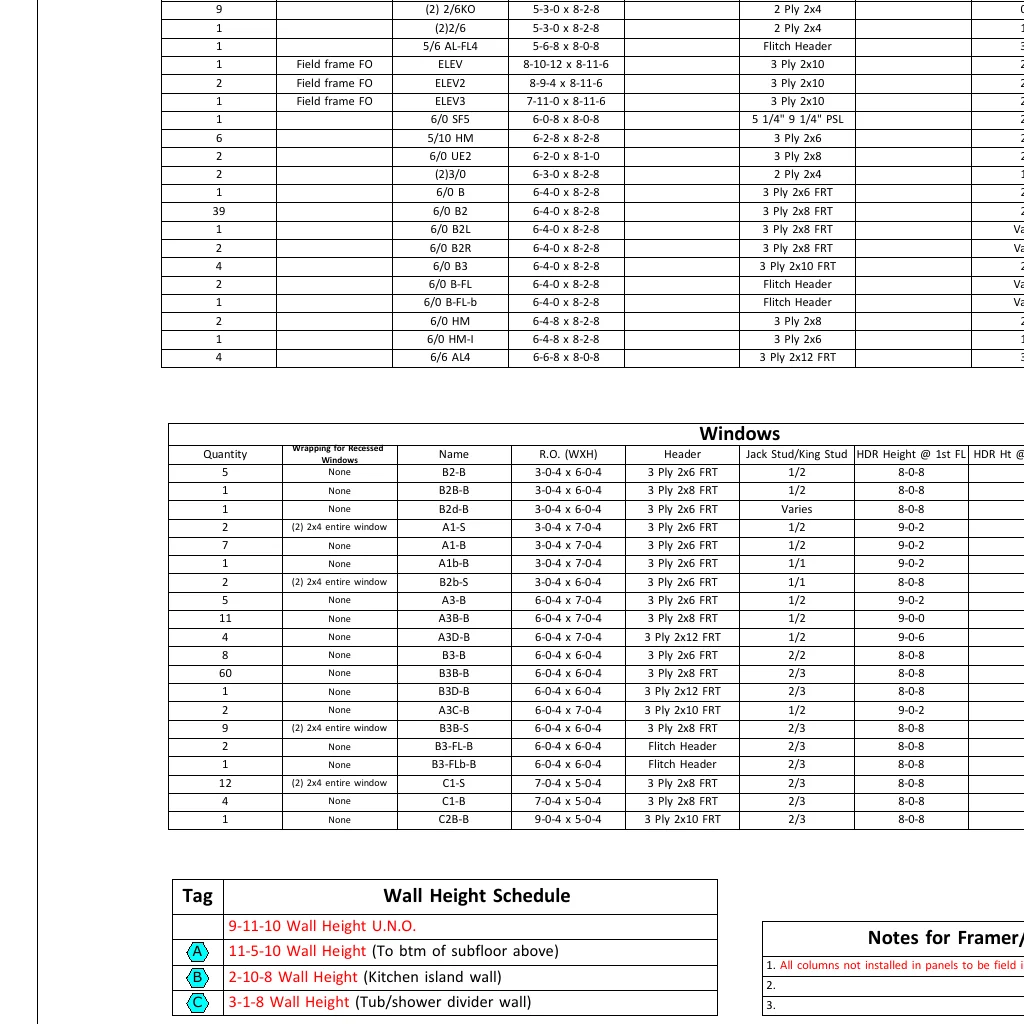 9 (2) 2/6KO 5-3-0 x 8-2-8 2 Ply 2x4
1 (2)2/6 5-3-0 x 8-2-8 2 Ply 2x4
1 5/6 AL-FL4 5-6-8 x 8-0-8 Flitch Header 3
1 Field frame FO ELEV 8-10-12 x 8-11-6 3 Ply 2x10 2
2 Field frame FO ELEV2 8-9-4 x 8-11-6 3 Ply 2x10 2
1 Field frame FO ELEV3 7-11-0 x 8-11-6 3 Ply 2x10 2
1 6/0 SF5 6-0-8 x 8-0-8 5 1/4" 9 1/4" PSL 2
6 5/10 HM 6-2-8 x 8-2-8 3 Ply 2x6 2
2 6/0 UE2 6-2-0 x 8-1-0 3 Ply 2x8 2
2 (2)3/0 6-3-0 x 8-2-8 2 Ply 2x4 1
1 6/0 B 6-4-0 x 8-2-8 3 Ply 2x6 FRT 2
39 6/0 B2 6-4-0 x 8-2-8 3 Ply 2x8 FRT 2
1 6/0 B2L 6-4-0 x 8-2-8 3 Ply 2x8 FRT Va
2 6/0 B2R 6-4-0 x 8-2-8 3 Ply 2x8 FRT Va
4 6/0 B3 6-4-0 x 8-2-8 3 Ply 2x10 FRT 2
2 6/0 B-FL 6-4-0 x 8-2-8 Flitch Header Va
1 6/0 B-FL-b 6-4-0 x 8-2-8 Flitch Header Va
2 6/0 HM 6-4-8 x 8-2-8 3 Ply 2x8 2
1 6/0 HM-I 6-4-8 x 8-2-8 3 Ply 2x6 1
4 6/6 AL4 6-6-8 x 8-0-8 3 Ply 2x12 FRT 3
Windows
Quantity Wrapping for Recessed Windows Name R.O. (WXH) Header Jack Stud/King Stud HDR Height @ 1st FL HDR Ht @
5 None B2-B 3-0-4 x 6-0-4 3 Ply 2x6 FRT 1/2 8-0-8
1 None B2B-B 3-0-4 x 6-0-4 3 Ply 2x8 FRT 1/2 8-0-8
1 None B2d-B 3-0-4 x 6-0-4 3 Ply 2x6 FRT Varies 8-0-8
2 (2) 2x4 entire window A1-S 3-0-4 x 7-0-4 3 Ply 2x6 FRT 1/2 9-0-2
7 None A1-B 3-0-4 x 7-0-4 3 Ply 2x6 FRT 1/2 9-0-2
1 None A1b-B 3-0-4 x 7-0-4 3 Ply 2x6 FRT 1/1 9-0-2
2 (2) 2x4 entire window B2b-S 3-0-4 x 6-0-4 3 Ply 2x6 FRT 1/1 8-0-8
5 None A3-B 6-0-4 x 7-0-4 3 Ply 2x6 FRT 1/2 9-0-2
11 None A3B-B 6-0-4 x 7-0-4 3 Ply 2x8 FRT 1/2 9-0-0
4 None A3D-B 6-0-4 x 7-0-4 3 Ply 2x12 FRT 1/2 9-0-6
8 None B3-B 6-0-4 x 6-0-4 3 Ply 2x6 FRT 2/2 8-0-8
60 None B3B-B 6-0-4 x 6-0-4 3 Ply 2x8 FRT 2/3 8-0-8
1 None B3D-B 6-0-4 x 6-0-4 3 Ply 2x12 FRT 2/3 8-0-8
2 None A3C-B 6-0-4 x 7-0-4 3 Ply 2x10 FRT 1/2 9-0-2
9 (2) 2x4 entire window B3B-S 6-0-4 x 6-0-4 3 Ply 2x8 FRT 2/3 8-0-8
2 None B3-FL-B 6-0-4 x 6-0-4 Flitch Header 2/3 8-0-8
1 None B3-FLb-B 6-0-4 x 6-0-4 Flitch Header 2/3 8-0-8
12 (2) 2x4 entire window C1-S 7-0-4 x 5-0-4 3 Ply 2x8 FRT 2/3 8-0-8
4 None C1-B 7-0-4 x 5-0-4 3 Ply 2x8 FRT 2/3 8-0-8
1 None C2B-B 9-0-4 x 5-0-4 3 Ply 2x10 FRT 2/3 8-0-8
Tag Wall Height Schedule
9-11-10 Wall Height U.N.O.
A 11-5-10 Wall Height (To btm of subfloor above)
B 2-10-8 Wall Height (Kitchen island wall)
C 3-1-8 Wall Height (Tub/shower divider wall)
Notes for Framer/
1. All columns not installed in panels to be field i
2.
3.